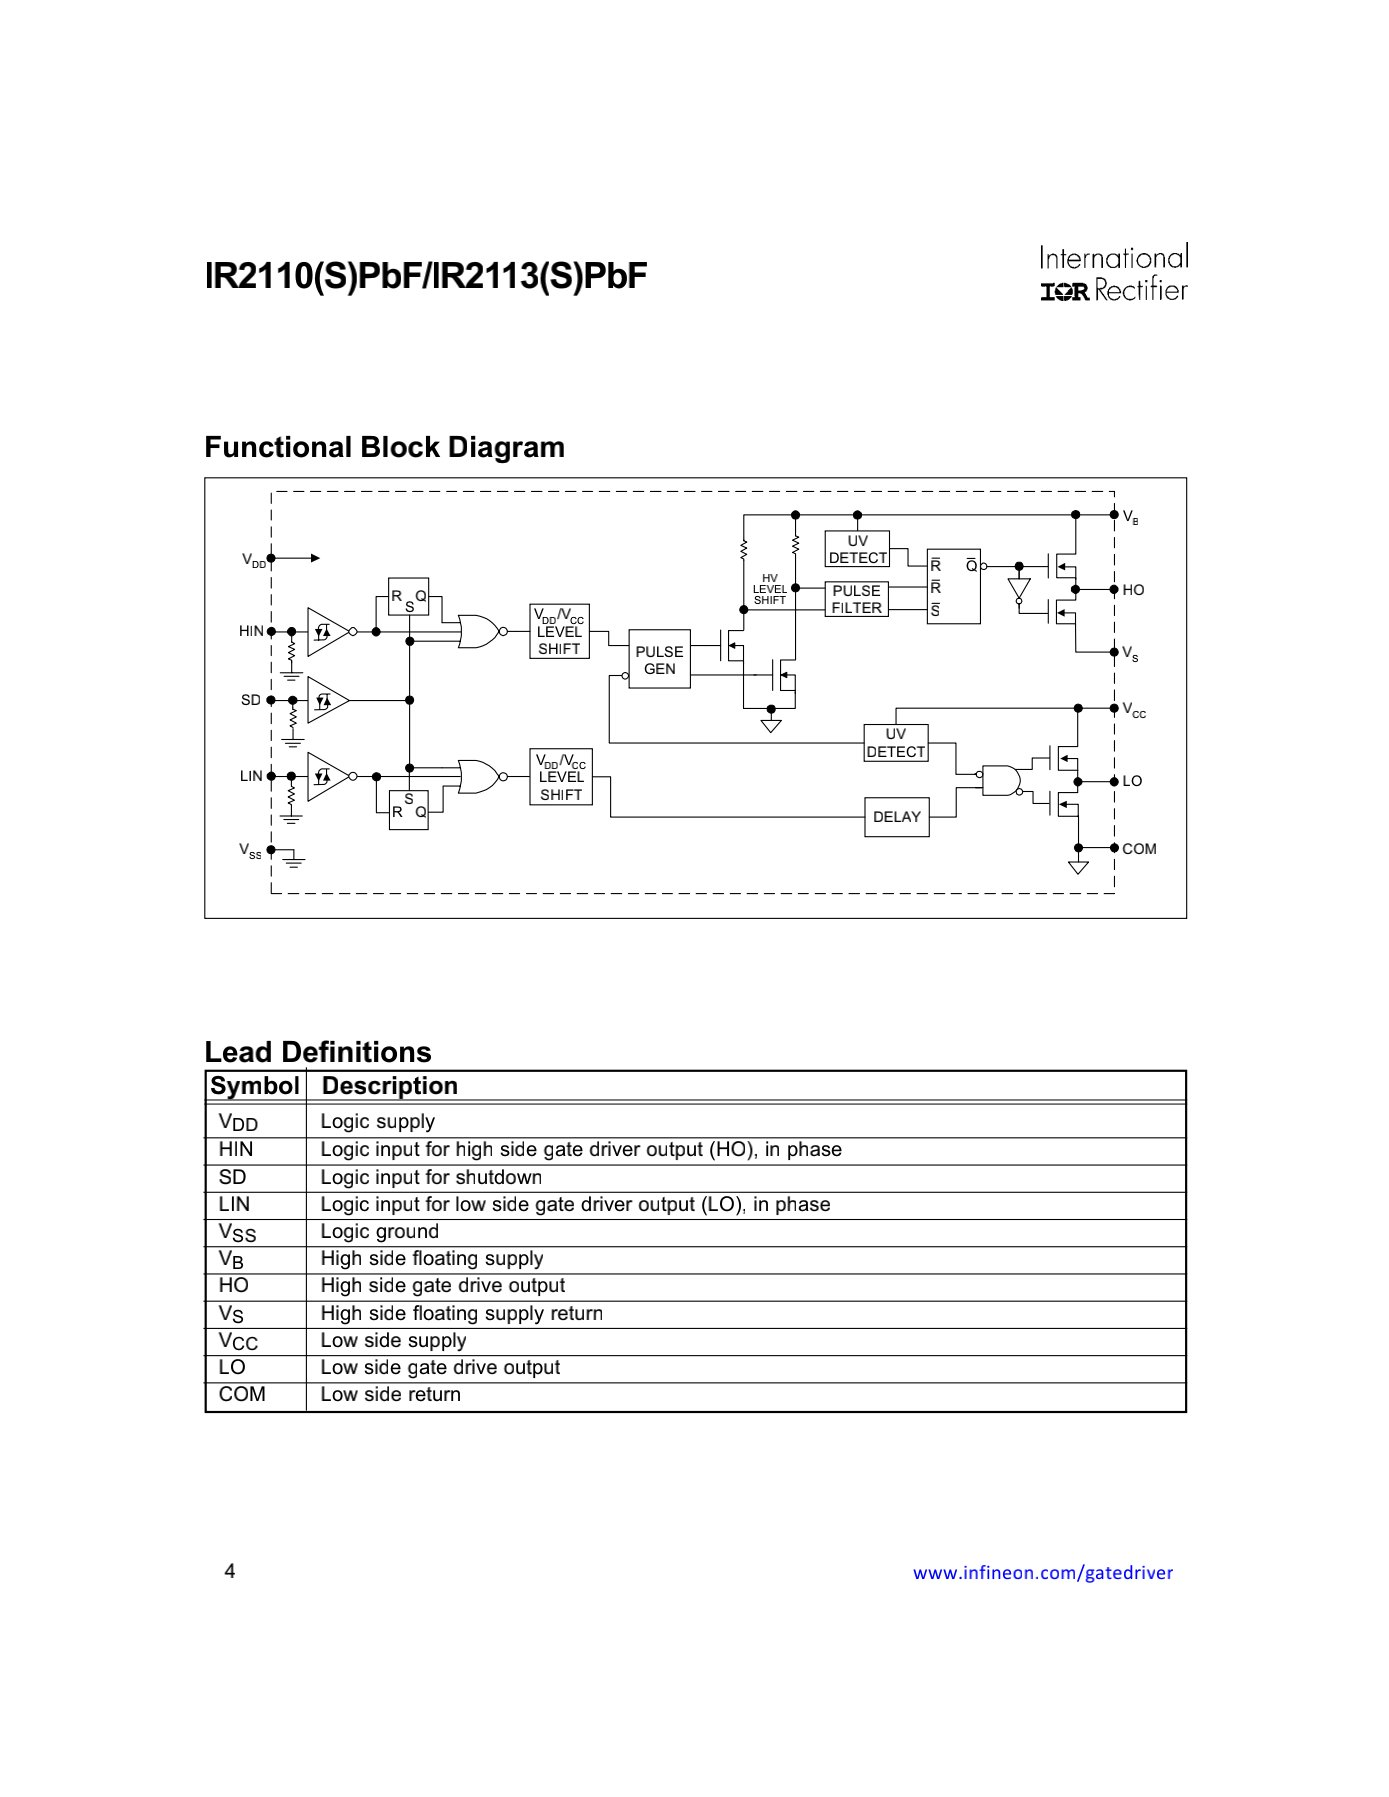 IR2110(S)PbF/IR2113(S)PbF
International
IOR Rectifier
Functional Block Diagram
VDD
HIN
SD
LIN
VSS
R Q
S
VDD/VCC
LEVEL
SHIFT
PULSE
GEN
HV
LEVEL
SHIFT
UV
DETECT
PULSE
FILTER
R̅ Q̅
R̅
S̅
VB
HO
VS
VCC
UV
DETECT
LO
S
R Q
VDD/VCC
LEVEL
SHIFT
DELAY
COM
Lead Definitions
Symbol Description
VDD Logic supply
HIN Logic input for high side gate driver output (HO), in phase
SD Logic input for shutdown
LIN Logic input for low side gate driver output (LO), in phase
VSS Logic ground
VB High side floating supply
HO High side gate drive output
VS High side floating supply return
VCC Low side supply
LO Low side gate drive output
COM Low side return
4 www.infineon.com/gatedriver